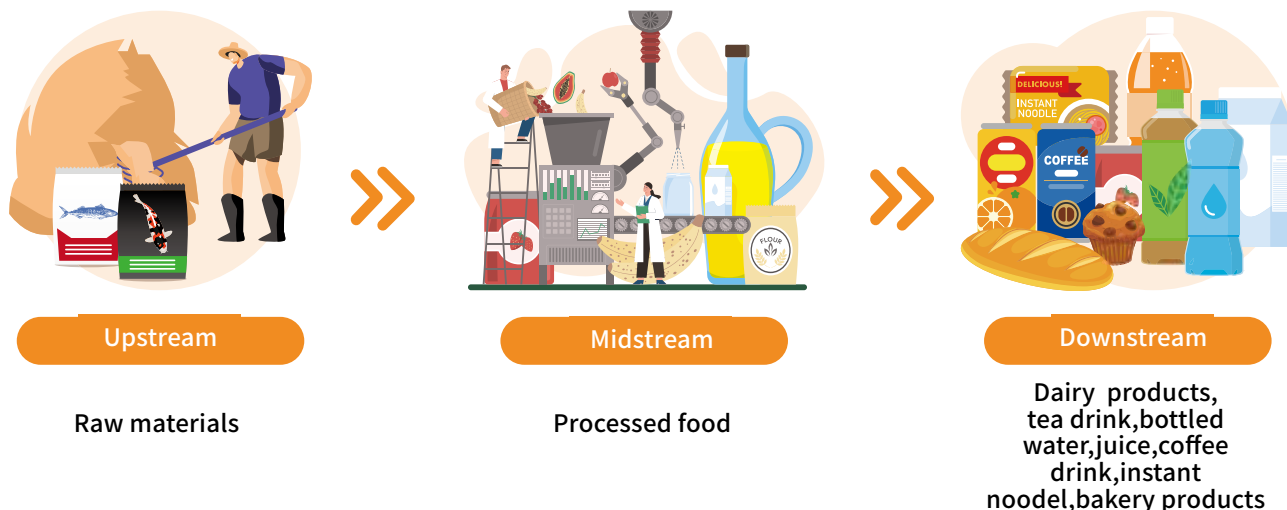 DELICIOUS!
INSTANT
NOODLE
COFFEE
FLOUR
Upstream
Midstream
Downstream
Raw materials
Processed food
Dairy products,
tea drink,bottled
water,juice,coffee
drink,instant
noodel,bakery products